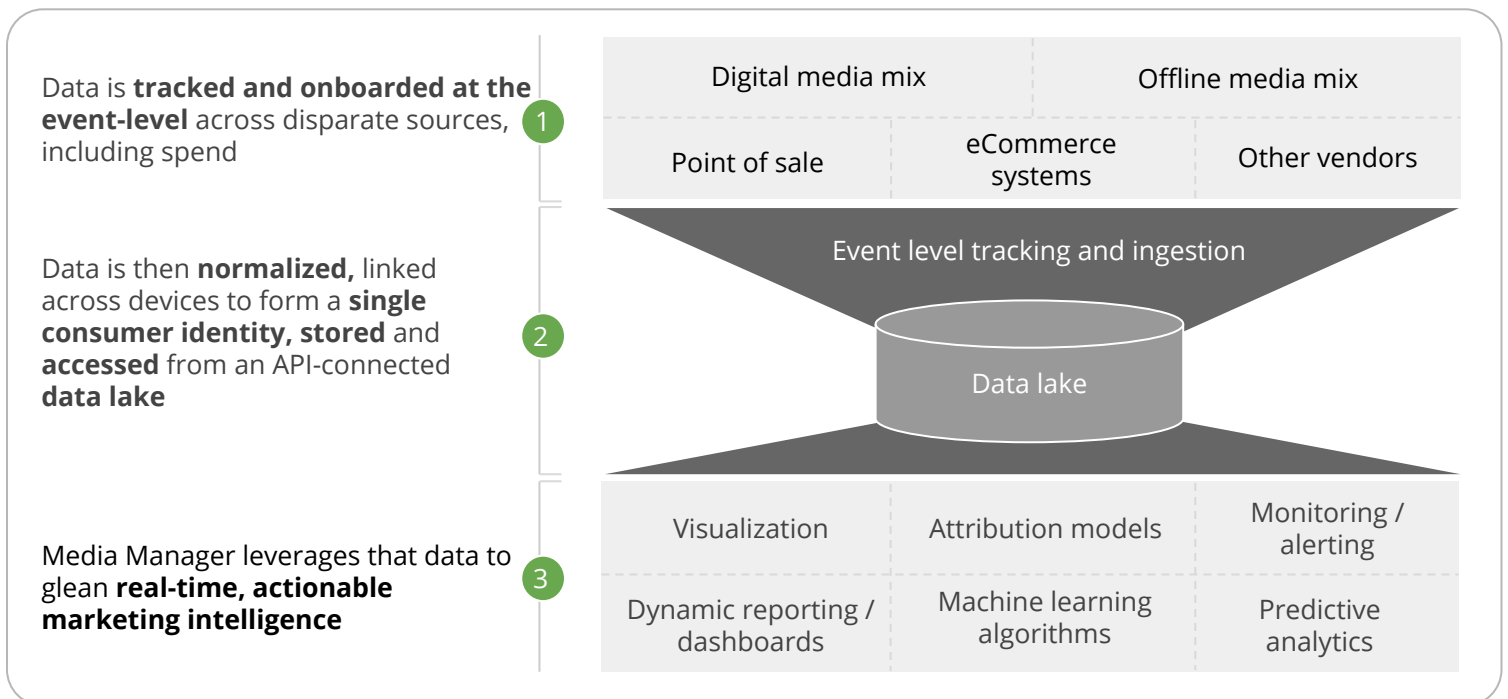 Data is tracked and onboarded at the
event-level across disparate sources,
including spend
1
Digital media mix
Offline media mix
Point of sale
eCommerce
systems
Other vendors
Data is then normalized, linked
across devices to form a single
consumer identity, stored and
accessed from an API-connected
data lake
2
Event level tracking and ingestion
Data lake
Media Manager leverages that data to
glean real-time, actionable
marketing intelligence
3
Visualization
Attribution models
Monitoring /
alerting
Dynamic reporting /
dashboards
Machine learning
algorithms
Predictive
analytics